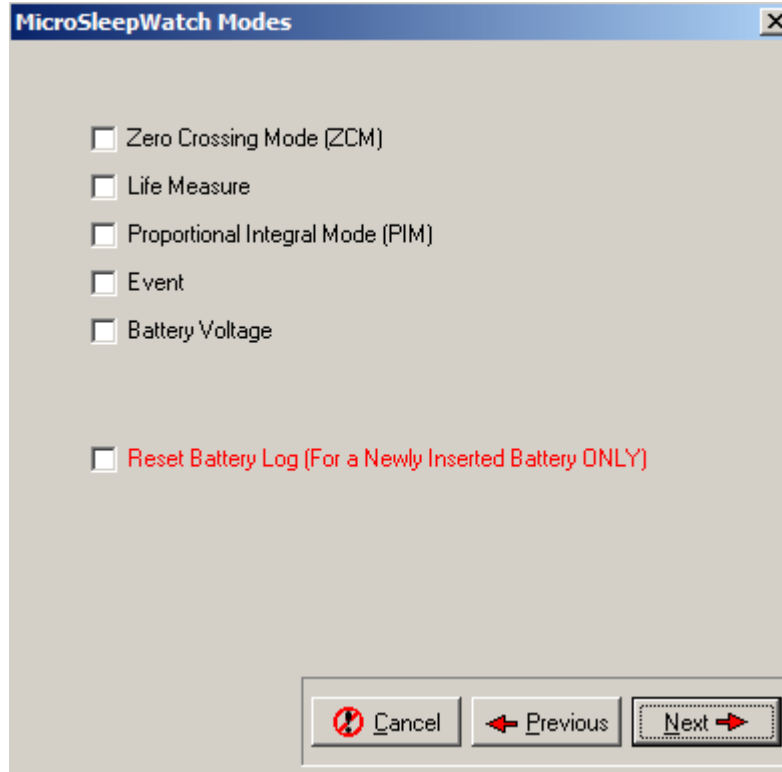 MicroSleepWatch Modes
Zero Crossing Mode (ZCM)
Life Measure
Proportional Integral Mode (PIM)
Event
Battery Voltage
Reset Battery Log (For a Newly Inserted Battery ONLY)
Cancel Previous Next